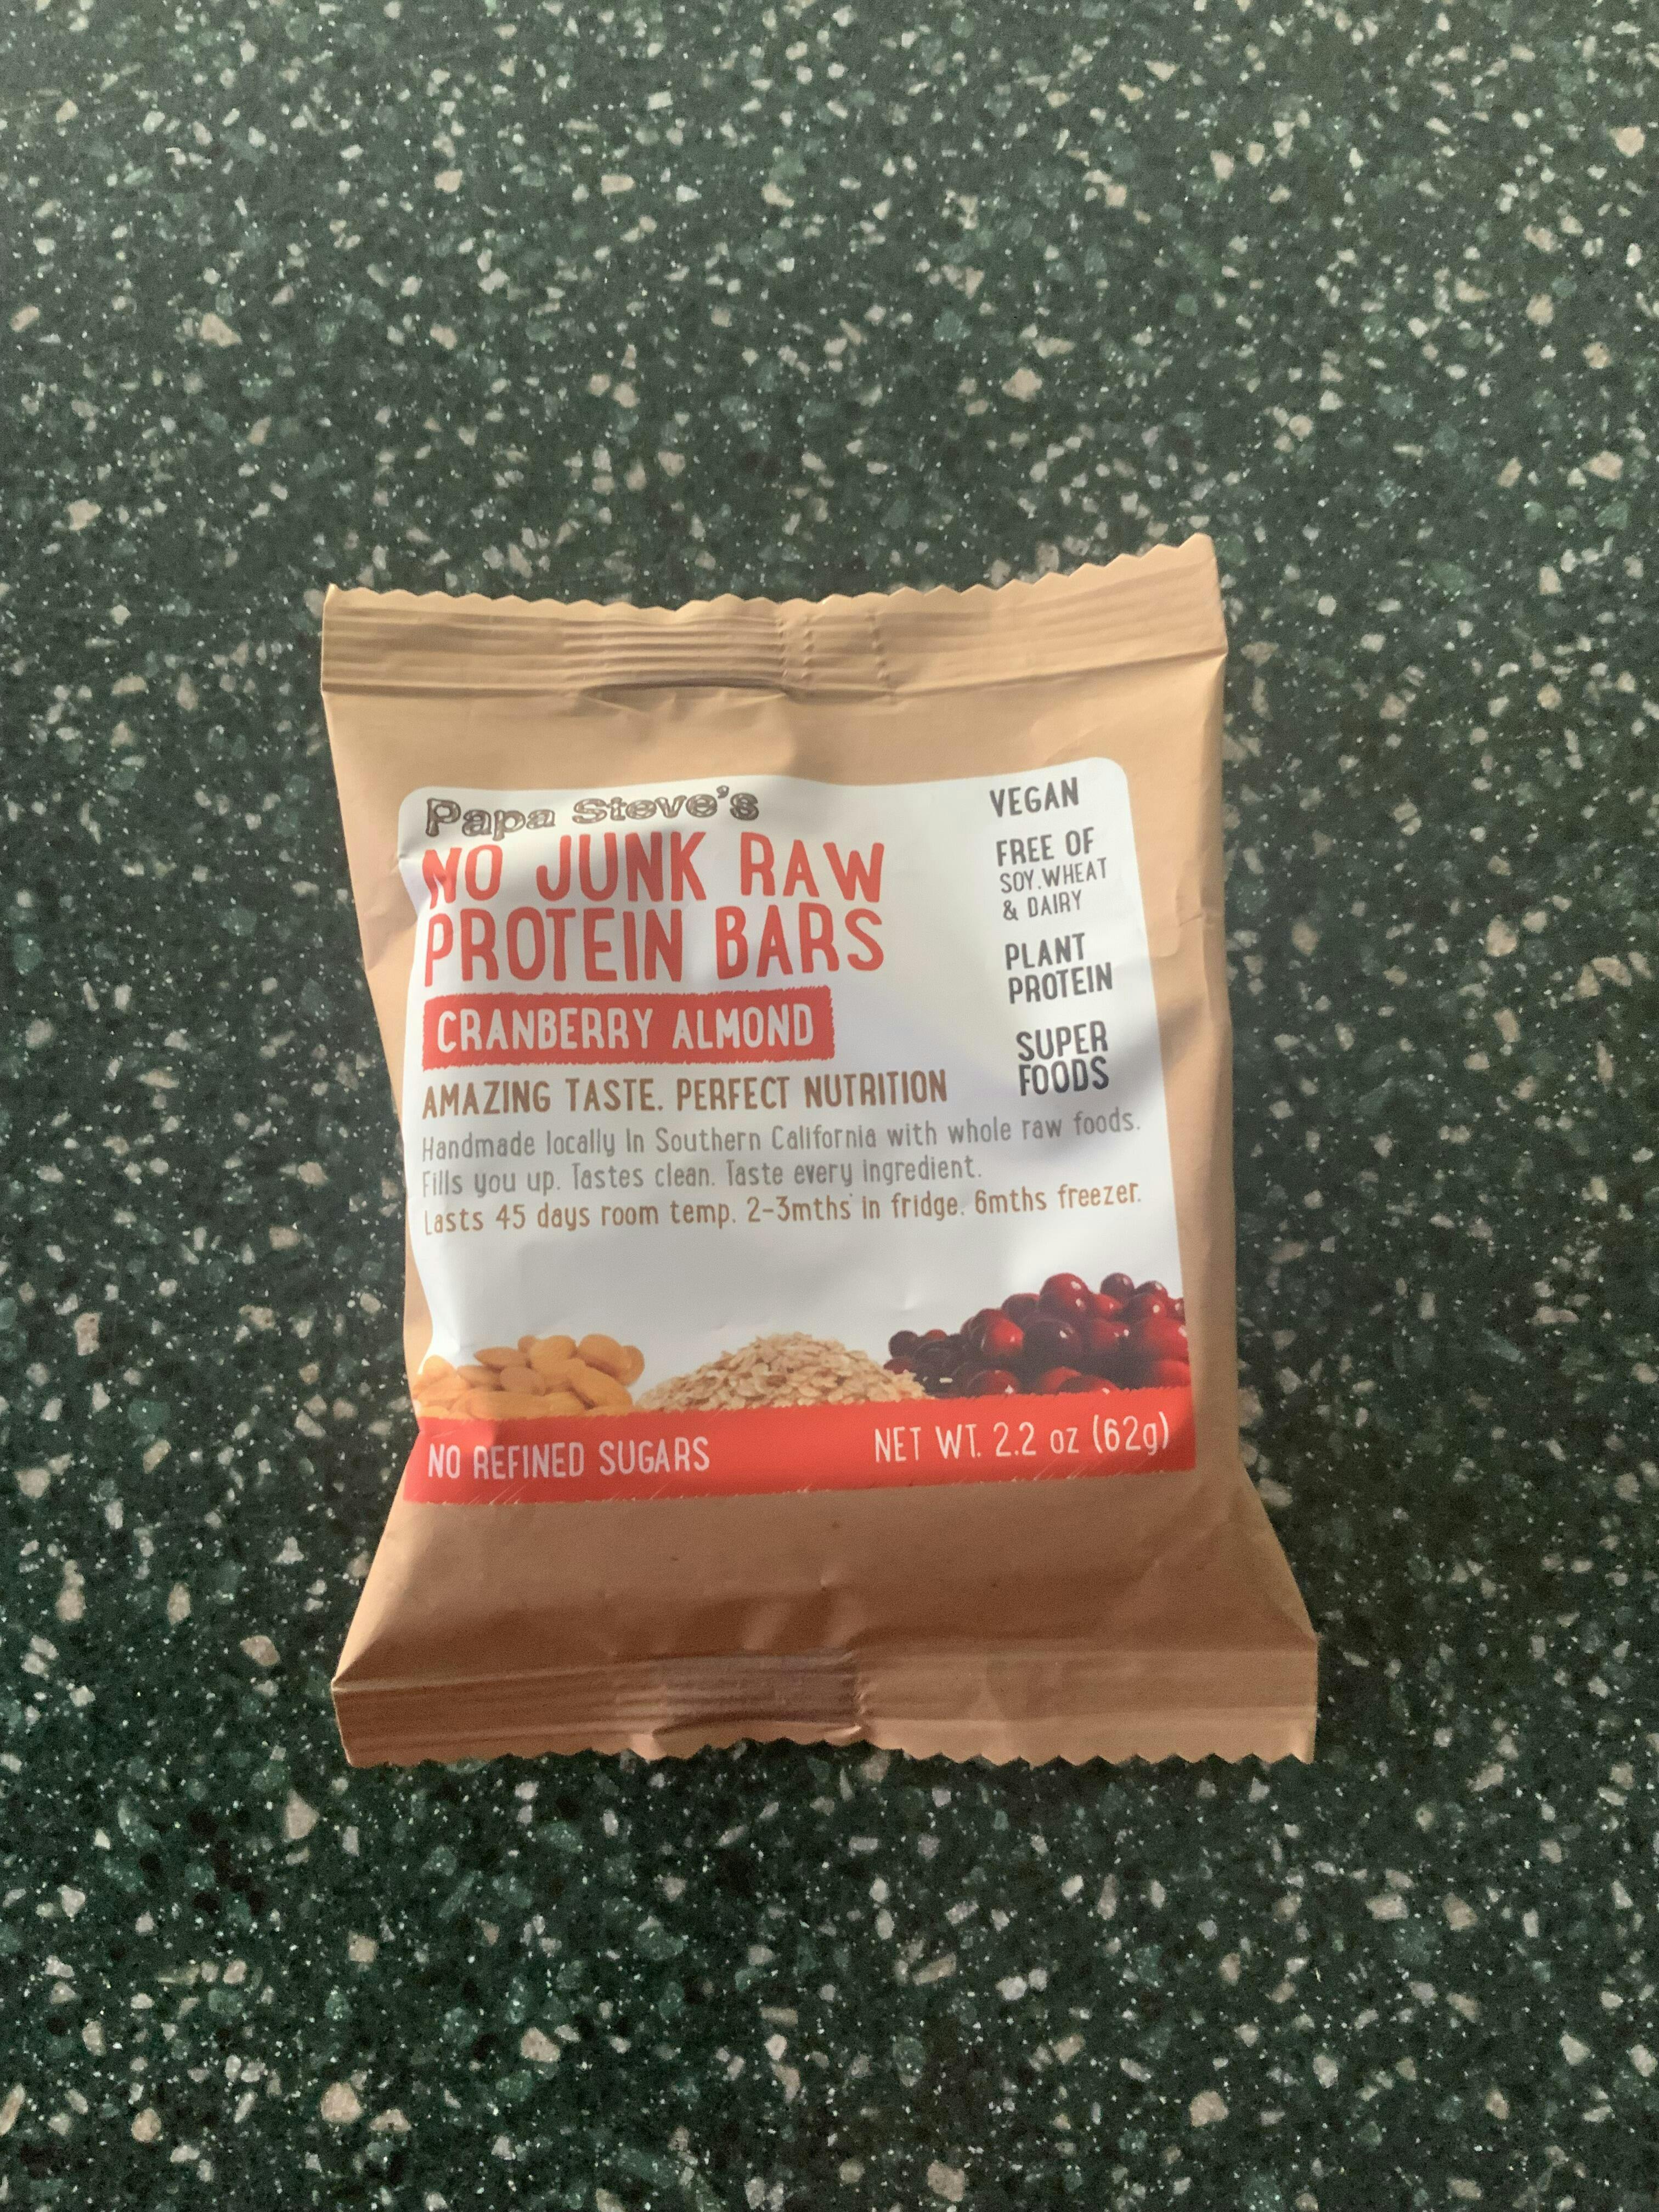 Papa Steve's
NO JUNK RAW
PROTEIN BARS
CRANBERRY ALMOND
AMAZING TASTE. PERFECT NUTRITION
Handmade locally In Southern California with whole raw foods.
Fills you up. Tastes clean. Taste every ingredient.
Lasts 45 days room temp. 2-3mths in fridge. 6mths freezer.
VEGAN
FREE OF
SOY.WHEAT
& DAIRY
PLANT
PROTEIN
SUPER
FOODS
NO REFINED SUGARS
NET WT. 2.2 oz (62g)